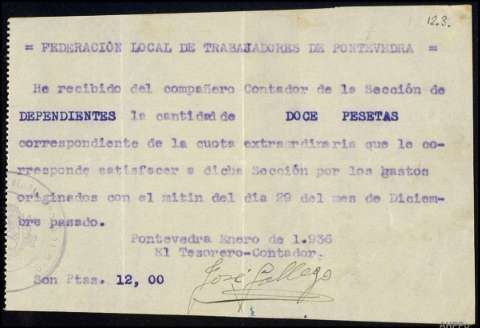 12.3.
= FEDERACIÓN LOCAL DE TRABAJADORES DE PONTEVEDRA =
He recibido del compañero Contador de la Sección de
DEPENDIENTES la cantidad de DOCE PESETAS
correspondiente de la cuota extraordinaria que le co-
rresponde satisfacer a dicha Sección por los gastos
originados con el mitin del dia 29 del mes de Diciem-
bre pasado.
Pontevedra Enero de 1.936
El Tesorero-Contador.
Son Ptas. 12,00
José Gallego